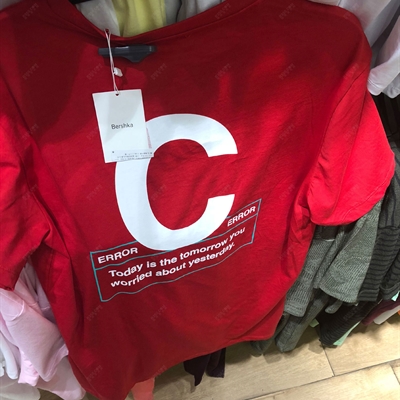 Bershka
C
ERROR
ERROR
Today is the tomorrow you
worried about yesterday.